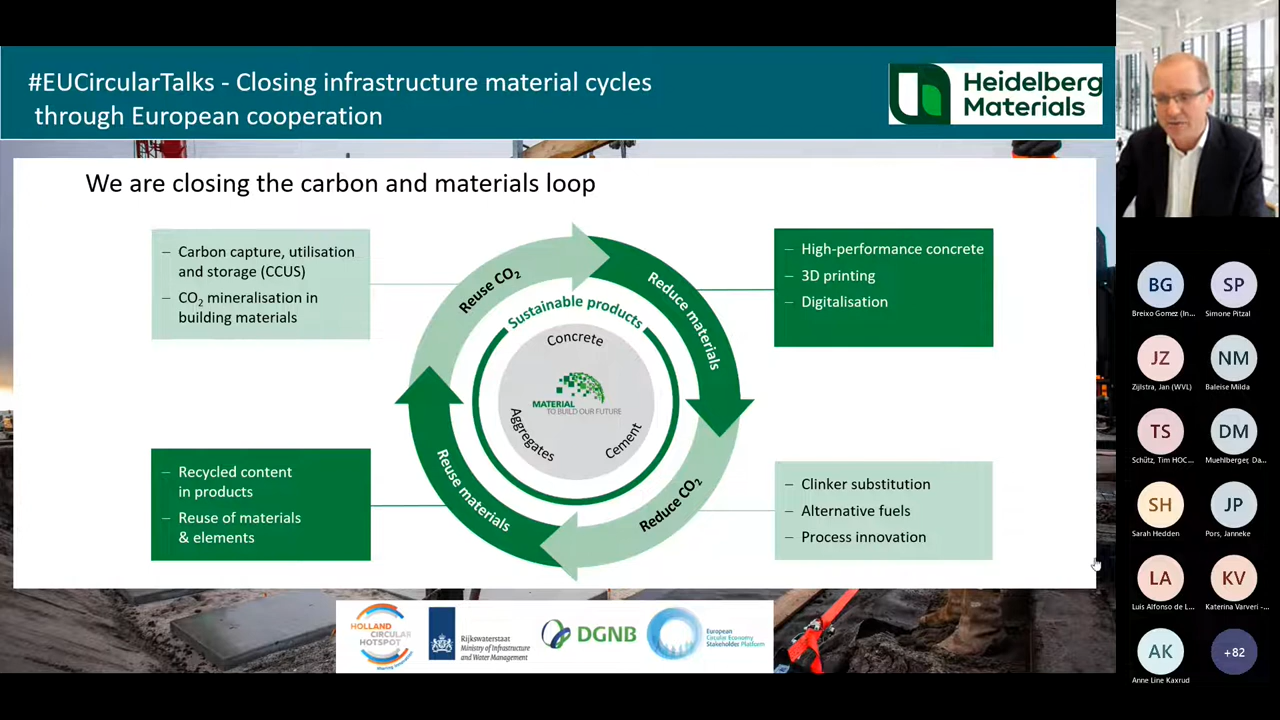 #EUCircularTalks - Closing infrastructure material cycles
through European cooperation
Heidelberg
Materials
We are closing the carbon and materials loop
– Carbon capture, utilisation
and storage (CCUS)
– CO₂ mineralisation in
building materials
– High-performance concrete
– 3D printing
– Digitalisation
Reuse CO₂
Reduce materials
Sustainable products
Concrete
MATERIAL
TO BUILD OUR FUTURE
Aggregates
Cement
Reuse materials
Reduce CO₂
– Recycled content
in products
– Reuse of materials
& elements
– Clinker substitution
– Alternative fuels
– Process innovation
HOLLAND
CIRCULAR
HOTSPOT
Rijkswaterstaat
Ministry of Infrastructure
and Water Management
DGNB
European
Circular Economy
Stakeholder Platform
BG
Breixo Gomez (In...
SP
Simone Pitzal
JZ
Zijlstra, Jan (WVL)
NM
Baleise Milda
TS
Schütz, Tim HOC...
DM
Muehlberger, Da...
SH
Sarah Hedden
JP
Pors, Janneke
LA
Luis Alfonso de L...
KV
Katerina Varveri -...
AK
Anne Line Kaxrud
+82